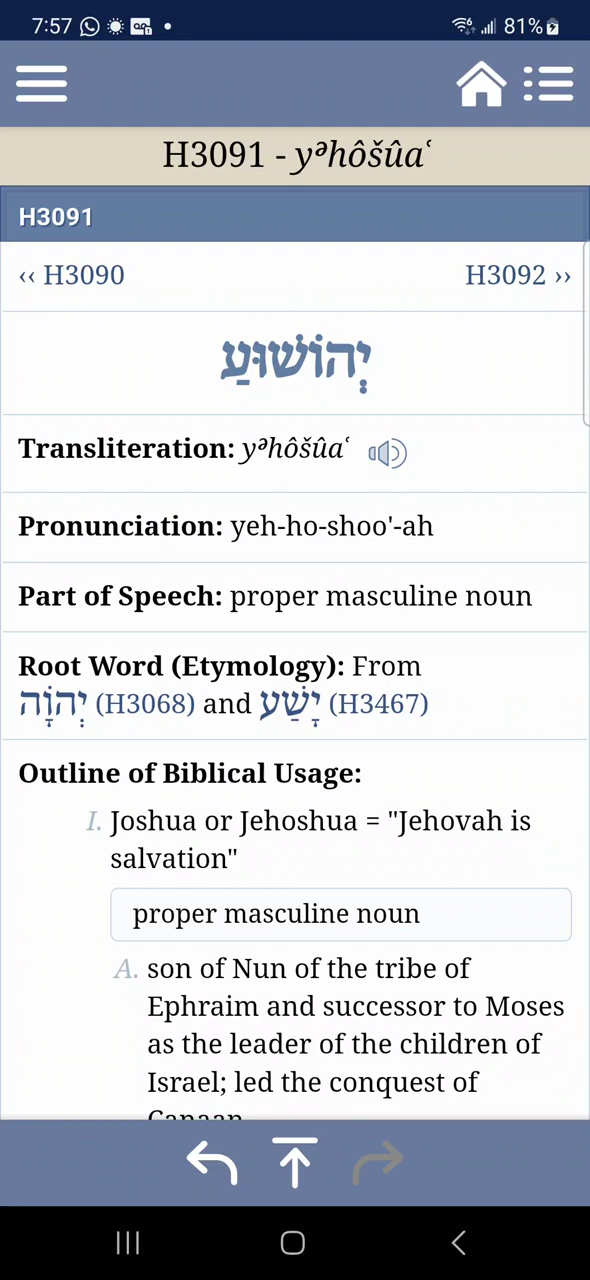 7:57 81%
H3091 - yᵊhôšûaʿ
H3091
‹‹ H3090 H3092 ››
יְהוֹשׁוּעַ
Transliteration: yᵊhôšûaʿ
Pronunciation: yeh-ho-shoo'-ah
Part of Speech: proper masculine noun
Root Word (Etymology): From
יְהוָֹה (H3068) and יָשַׁע (H3467)
Outline of Biblical Usage:
I. Joshua or Jehoshua = "Jehovah is
salvation"
proper masculine noun
A. son of Nun of the tribe of
Ephraim and successor to Moses
as the leader of the children of
Israel; led the conquest of
Canaan